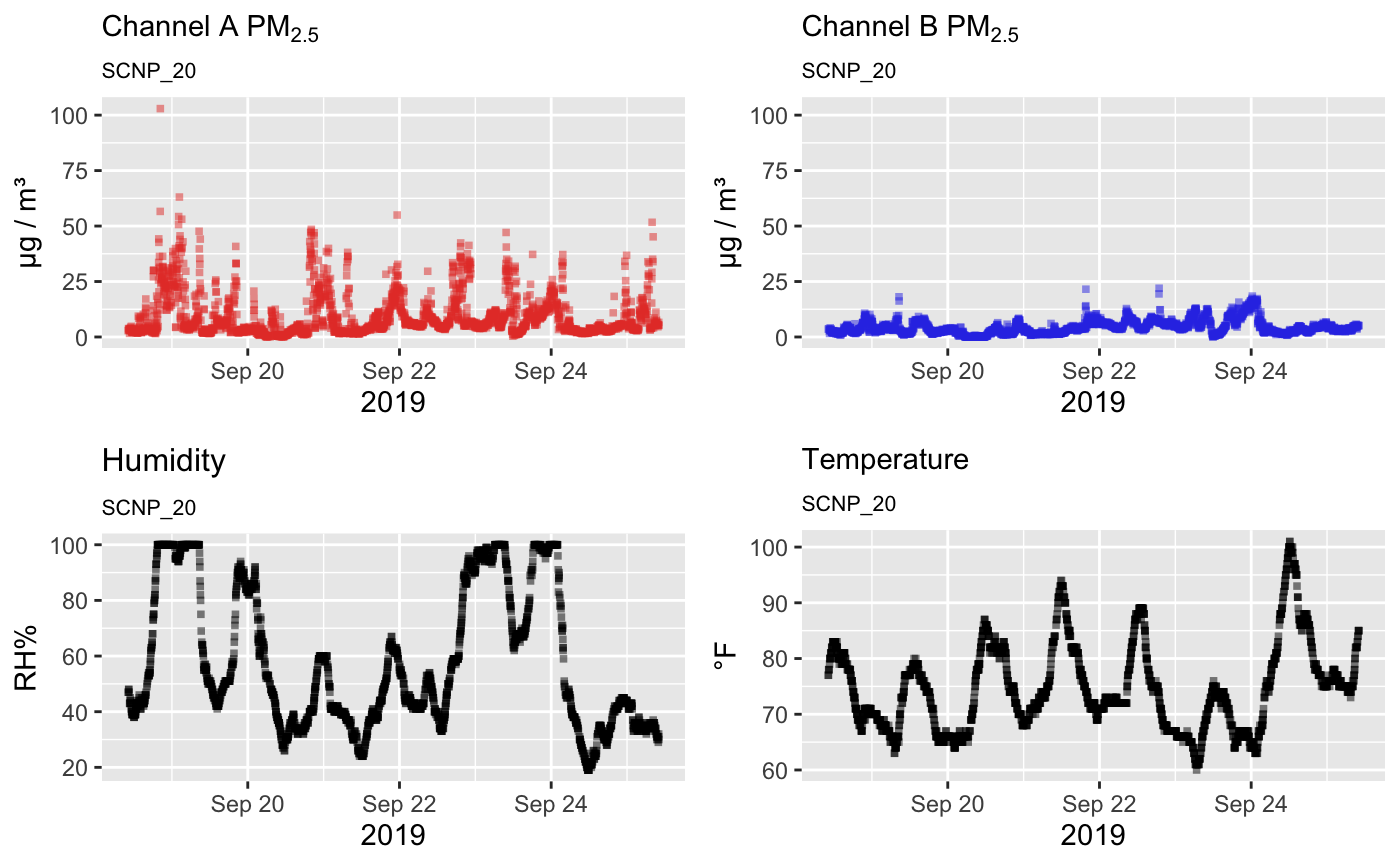 Channel A PM2.5
SCNP_20
µg / m³
100
75
50
25
0
Sep 20 Sep 22 Sep 24
2019
Channel B PM2.5
SCNP_20
µg / m³
100
75
50
25
0
Sep 20 Sep 22 Sep 24
2019
Humidity
SCNP_20
RH%
100
80
60
40
20
Sep 20 Sep 22 Sep 24
2019
Temperature
SCNP_20
°F
100
90
80
70
60
Sep 20 Sep 22 Sep 24
2019